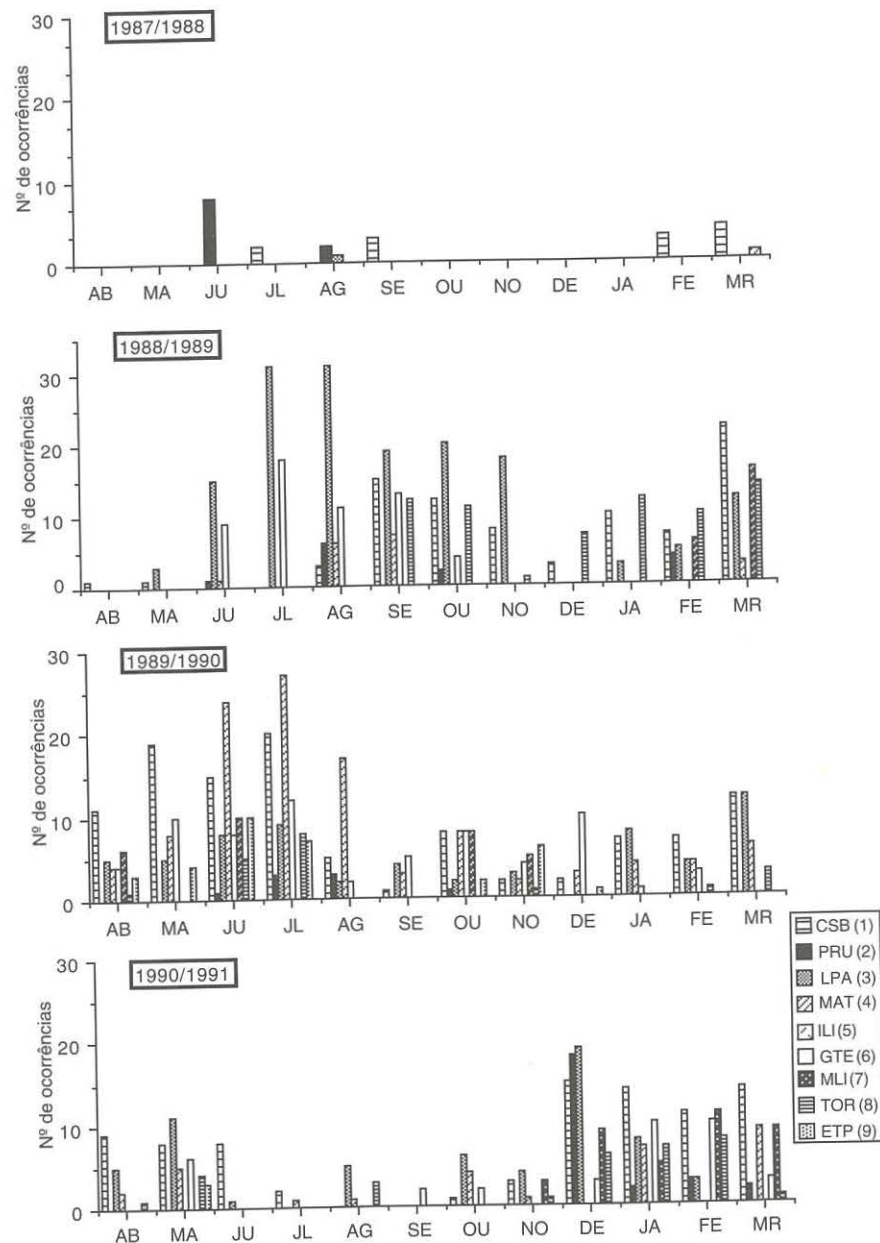 1987/1988
Nº de ocorrências
30
20
10
0
AB MA JU JL AG SE OU NO DE JA FE MR
1988/1989
Nº de ocorrências
30
20
10
0
AB MA JU JL AG SE OU NO DE JA FE MR
1989/1990
Nº de ocorrências
30
20
10
0
AB MA JU JL AG SE OU NO DE JA FE MR
1990/1991
Nº de ocorrências
30
20
10
0
AB MA JU JL AG SE OU NO DE JA FE MR
CSB (1)
PRU (2)
LPA (3)
MAT (4)
ILI (5)
GTE (6)
MLI (7)
TOR (8)
ETP (9)